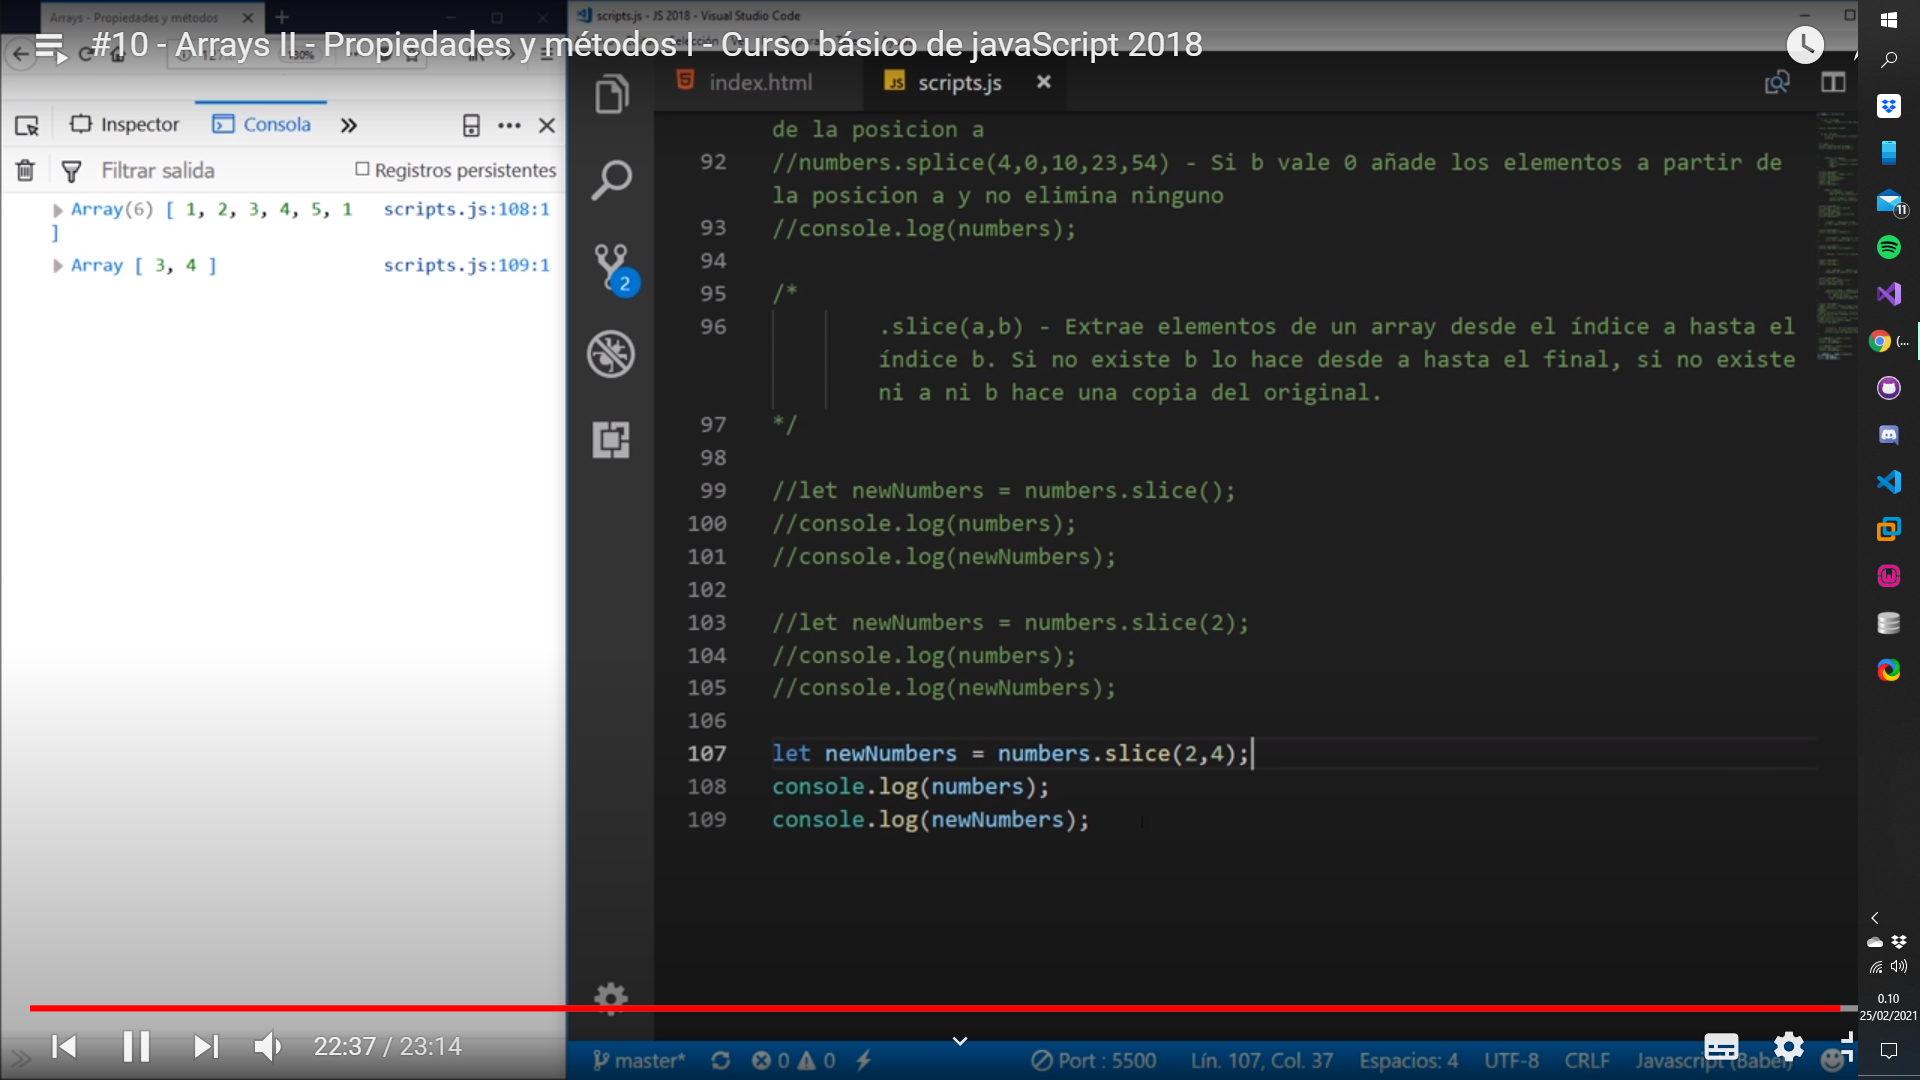 Arrays - Propiedades y métodos
scripts.js - JS 2018 - Visual Studio Code
#10 - Arrays II - Propiedades y métodos I - Curso básico de javaScript 2018
130%
index.html
scripts.js
Inspector
Consola
Filtrar salida
Registros persistentes
Array(6) [ 1, 2, 3, 4, 5, 1
scripts.js:108:1
]
Array [ 3, 4 ]
scripts.js:109:1
de la posicion a
92 //numbers.splice(4,0,10,23,54) - Si b vale 0 añade los elementos a partir de
la posicion a y no elimina ninguno
93 //console.log(numbers);
94
95 /*
96 .slice(a,b) - Extrae elementos de un array desde el índice a hasta el
índice b. Si no existe b lo hace desde a hasta el final, si no existe
ni a ni b hace una copia del original.
97 */
98
99 //let newNumbers = numbers.slice();
100 //console.log(numbers);
101 //console.log(newNumbers);
102
103 //let newNumbers = numbers.slice(2);
104 //console.log(numbers);
105 //console.log(newNumbers);
106
107 let newNumbers = numbers.slice(2,4);
108 console.log(numbers);
109 console.log(newNumbers);
2
11
(...
22:37 / 23:14
master*
0
0
Port : 5500
Lín. 107, Col. 37
Espacios: 4
UTF-8
CRLF
Javascript (Babel)
0.10
25/02/2021